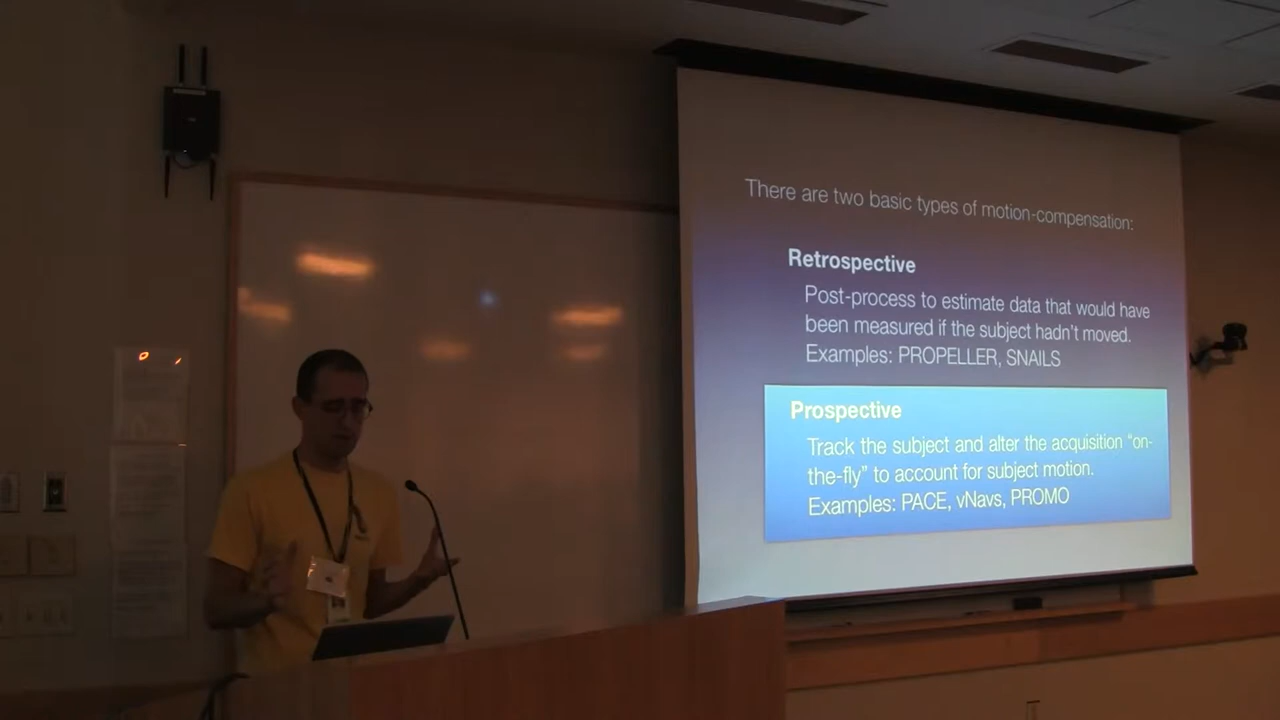 There are two basic types of motion-compensation:
Retrospective
Post-process to estimate data that would have
been measured if the subject hadn't moved.
Examples: PROPELLER, SNAILS
Prospective
Track the subject and alter the acquisition “on-
the-fly” to account for subject motion.
Examples: PACE, vNavs, PROMO